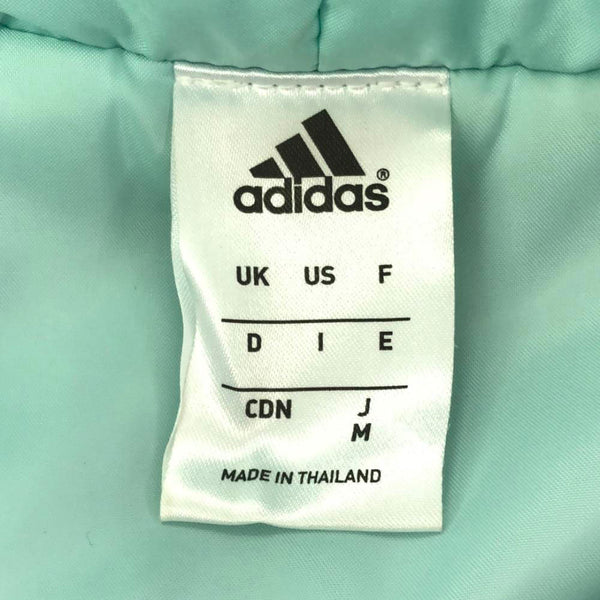 adidas®
UK US F
D I E
CDN J
M
MADE IN THAILAND